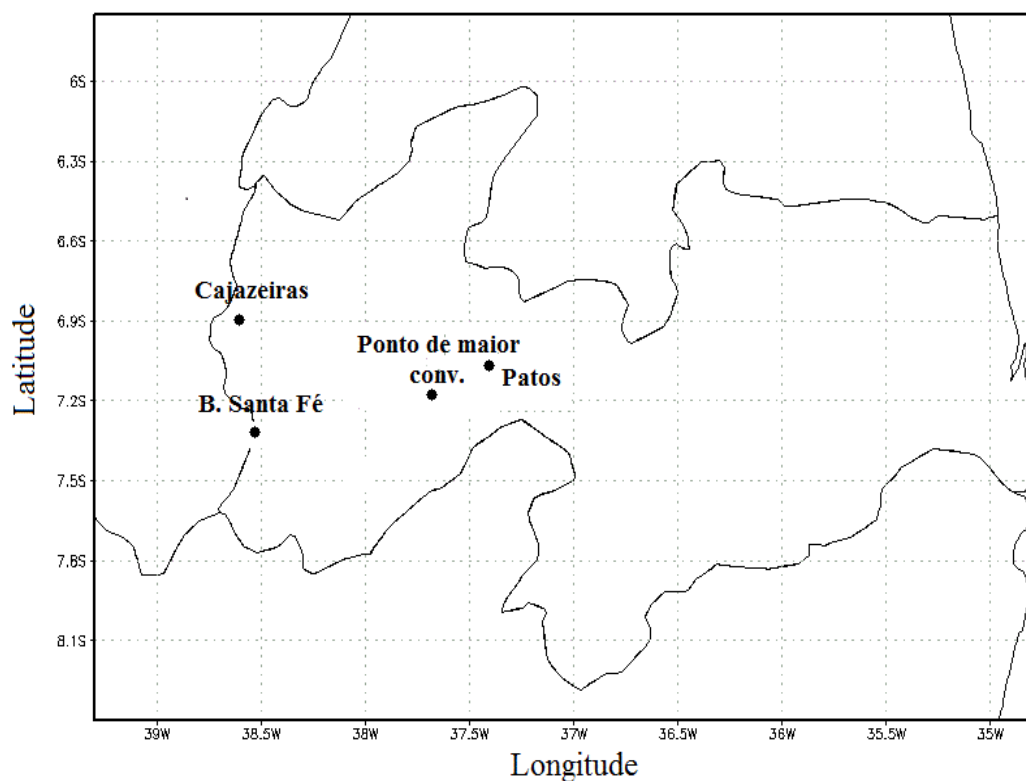 6S
6.3S
6.6S
6.9S
7.2S
7.5S
7.8S
8.1S
Latitude
Cajazeiras
Ponto de maior
conv.
Patos
B. Santa Fé
39W
38.5W
38W
37.5W
37W
36.5W
36W
35.5W
35W
Longitude